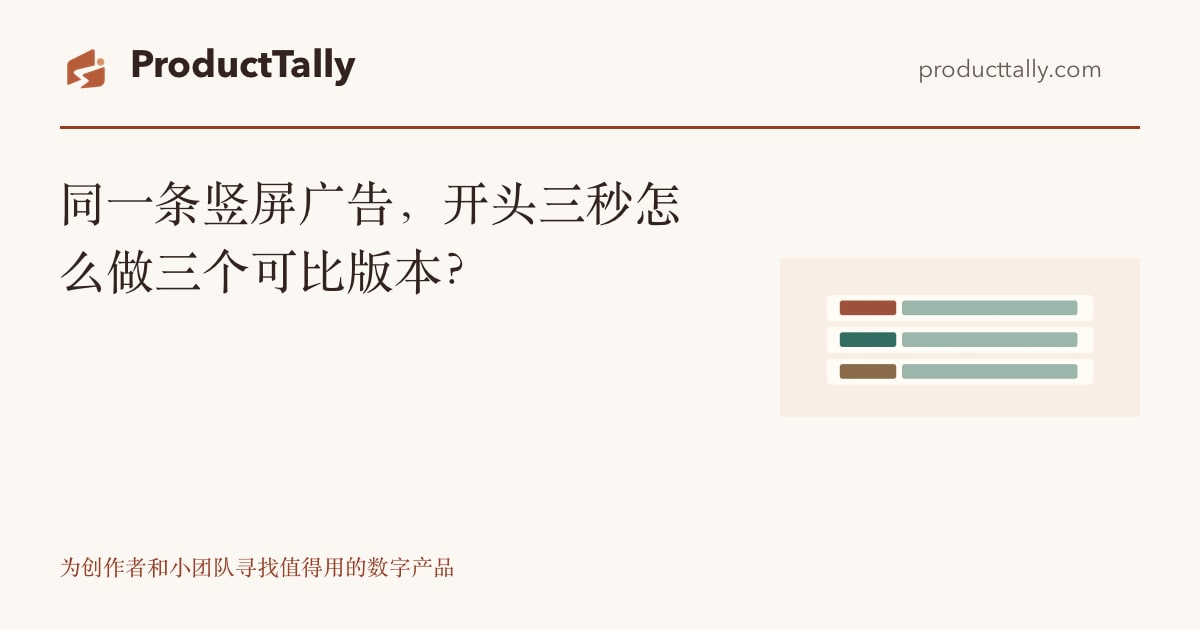 ProductTally
producttally.com
同一条竖屏广告，开头三秒怎
么做三个可比版本？
为创作者和小团队寻找值得用的数字产品